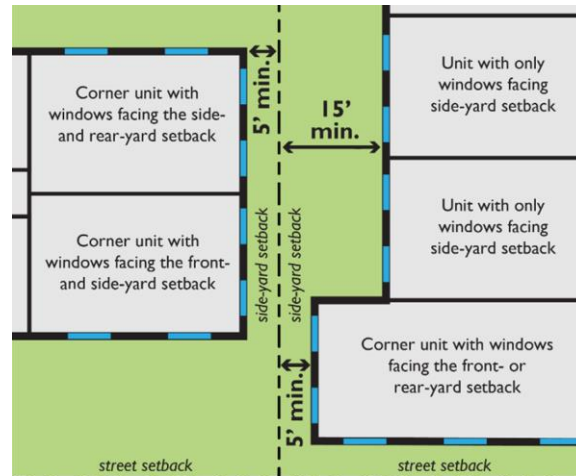 Corner unit with
windows facing the side-
and rear-yard setback
5’ min.
15’
min.
Unit with only
windows facing
side-yard setback
Corner unit with
windows facing the front-
and side-yard setback
side-yard setback
side-yard setback
Unit with only
windows facing
side-yard setback
5’ min.
Corner unit with windows
facing the front- or
rear-yard setback
street setback
street setback